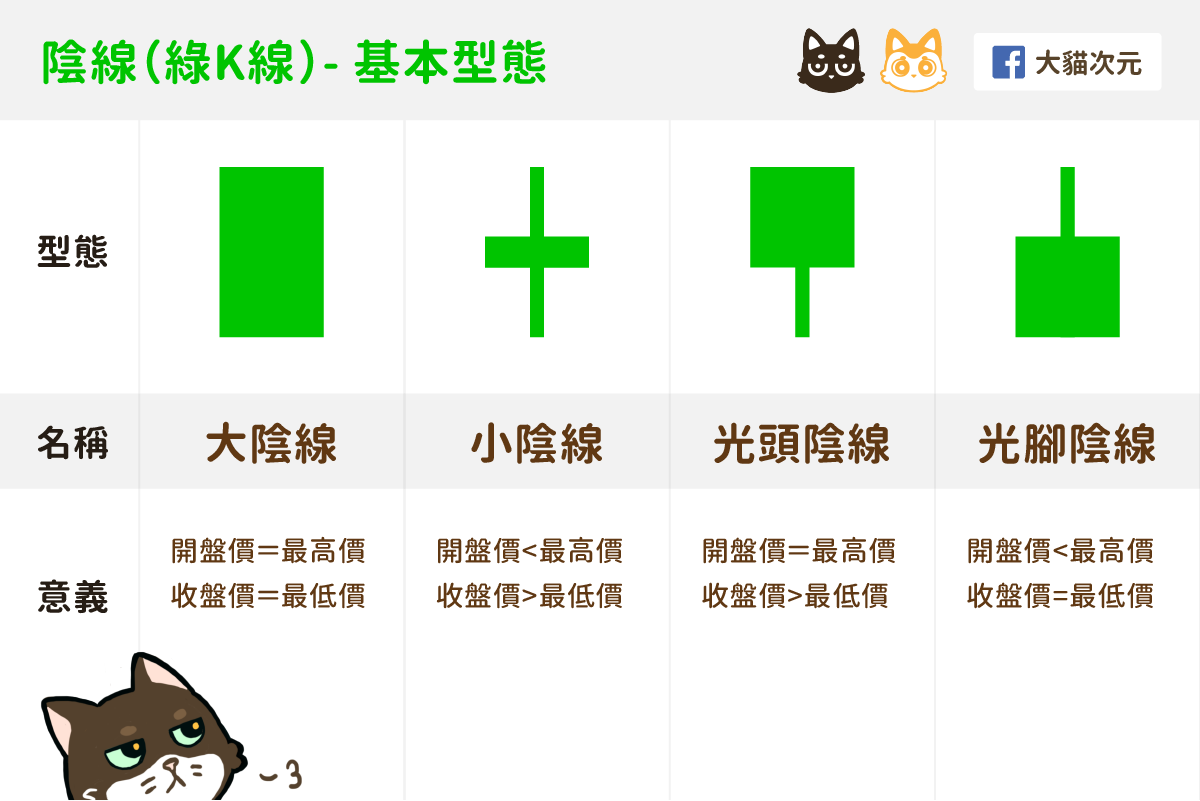 陰線(綠K線)- 基本型態
大貓次元
型態
名稱
大陰線
小陰線
光頭陰線
光腳陰線
意義
開盤價＝最高價
收盤價＝最低價
開盤價<最高價
收盤價>最低價
開盤價＝最高價
收盤價>最低價
開盤價<最高價
收盤價=最低價
～3